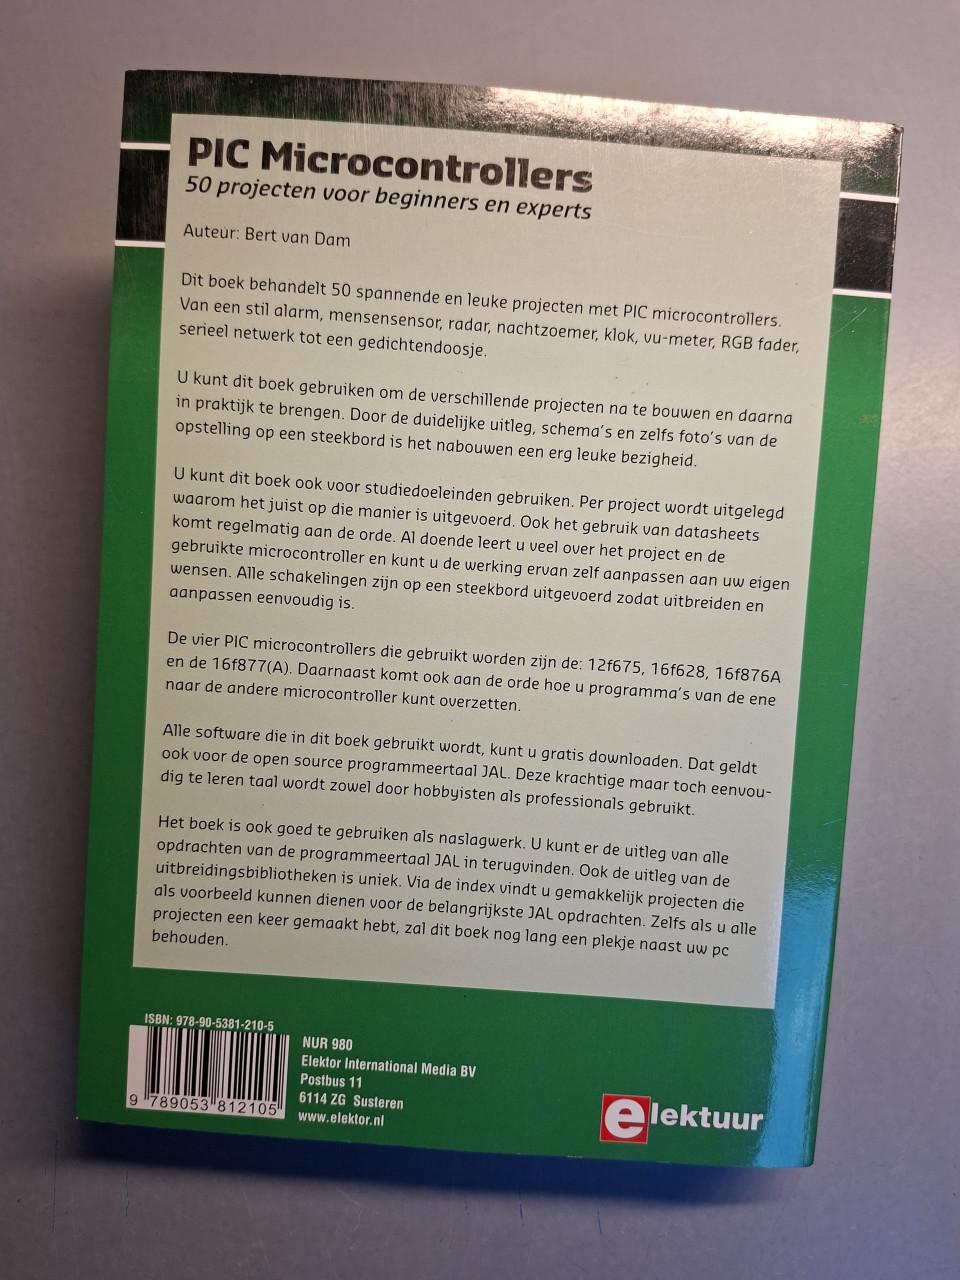 PIC Microcontrollers
50 projecten voor beginners en experts
Auteur: Bert van Dam
Dit boek behandelt 50 spannende en leuke projecten met PIC microcontrollers.
Van een stil alarm, mensensensor, radar, nachtzoemer, klok, vu-meter, RGB fader,
serieel netwerk tot een gedichtendoosje.
U kunt dit boek gebruiken om de verschillende projecten na te bouwen en daarna
in praktijk te brengen. Door de duidelijke uitleg, schema's en zelfs foto's van de
opstelling op een steekbord is het nabouwen een erg leuke bezigheid.
U kunt dit boek ook voor studiedoeleinden gebruiken. Per project wordt uitgelegd
waarom het juist op die manier is uitgevoerd. Ook het gebruik van datasheets
komt regelmatig aan de orde. Al doende leert u veel over het project en de
gebruikte microcontroller en kunt u de werking ervan zelf aanpassen aan uw eigen
wensen. Alle schakelingen zijn op een steekbord uitgevoerd zodat uitbreiden en
aanpassen eenvoudig is.
De vier PIC microcontrollers die gebruikt worden zijn de: 12f675, 16f628, 16f876A
en de 16f877(A). Daarnaast komt ook aan de orde hoe u programma's van de ene
naar de andere microcontroller kunt overzetten.
Alle software die in dit boek gebruikt wordt, kunt u gratis downloaden. Dat geldt
ook voor de open source programmeertaal JAL. Deze krachtige maar toch eenvou-
dig te leren taal wordt zowel door hobbyisten als professionals gebruikt.
Het boek is ook goed te gebruiken als naslagwerk. U kunt er de uitleg van alle
opdrachten van de programmeertaal JAL in terugvinden. Ook de uitleg van de
uitbreidingsbibliotheken is uniek. Via de index vindt u gemakkelijk projecten die
als voorbeeld kunnen dienen voor de belangrijkste JAL opdrachten. Zelfs als u alle
projecten een keer gemaakt hebt, zal dit boek nog lang een plekje naast uw pc
behouden.
ISBN: 978-90-5381-210-5
9 789053 812105
NUR 980
Elektor International Media BV
Postbus 11
6114 ZG Susteren
www.elektor.nl
elektuur